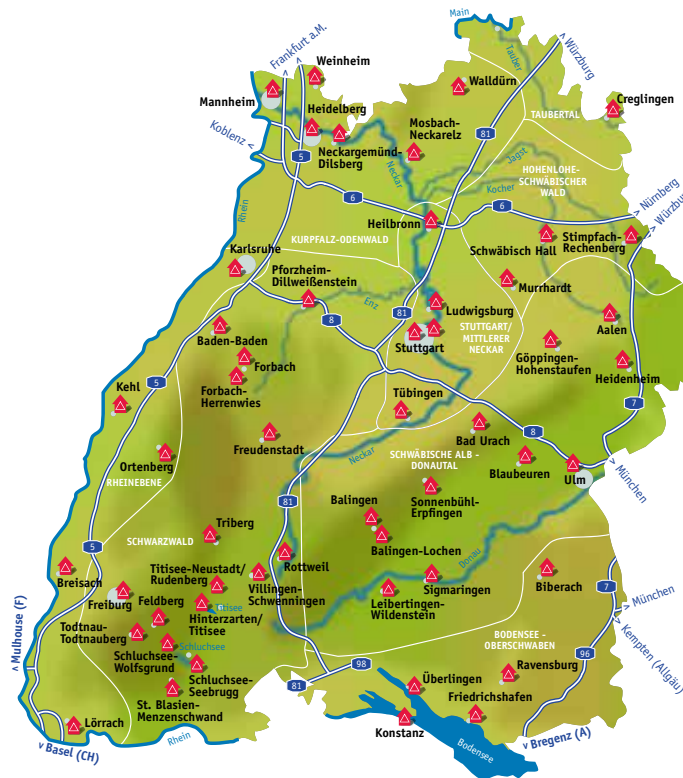 Main
Tauber
> Würzburg
> Frankfurt a.M.
Weinheim
Walldürn
Mannheim
Creglingen
Heidelberg
Mosbach-
Neckarelz
TAUBERTAL
Koblenz <
81
Neckargemünd-
Dilsberg
5
Neckar
Jagst
HOHENLOHE-
SCHWÄBISCHER
WALD
Kocher
6
6
> Nürnberg
> Würzburg
Rhein
Heilbronn
KURPFALZ-ODENWALD
Schwäbisch Hall
Stimpfach-
Rechenberg
Karlsruhe
Pforzheim-
Dillweißenstein
Murrhardt
Enz
Ludwigsburg
8
81
Aalen
Baden-Baden
Stuttgart
STUTTGART/
MITTLERER
NECKAR
Göppingen-
Hohenstaufen
Forbach
Heidenheim
Forbach-
Herrenwies
5
Kehl
Tübingen
7
Bad Urach
8
Freudenstadt
Neckar
SCHWÄBISCHE ALB -
DONAUTAL
Blaubeuren
Ulm
> München
Ortenberg
RHEINEBENE
Sonnenbühl-
Erpfingen
81
Balingen
Triberg
SCHWARZWALD
Balingen-Lochen
Donau
5
Rottweil
Titisee-Neustadt/
Rudenberg
Breisach
Villingen-
Schwenningen
Sigmaringen
Biberach
7
Freiburg
Feldberg
Titisee
Hinterzarten/
Titisee
Leibertingen-
Wildenstein
> München
> Kempten (Allgäu)
Todtnau-
Todtnauberg
Schluchsee
Schluchsee-
Wolfsgrund
BODENSEE -
OBERSCHWABEN
> Mulhouse (F)
98
96
Schluchsee-
Seebrugg
Ravensburg
81
Überlingen
St. Blasien-
Menzenschwand
Friedrichshafen
Lörrach
Konstanz
Rhein
Bodensee
> Basel (CH)
> Bregenz (A)